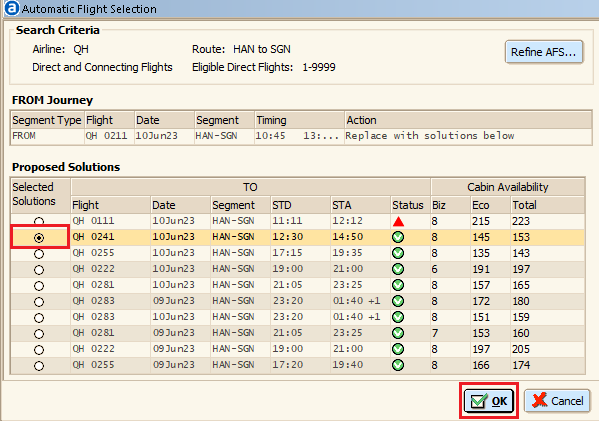 a Automatic Flight Selection
Search Criteria
Airline: QH Route: HAN to SGN
Direct and Connecting Flights Eligible Direct Flights: 1-9999
Refine AFS...
FROM Journey
Segment Type Flight Date Segment Timing Action
FROM QH 0211 10Jun23 HAN-SGN 10:45 13:... Replace with solutions below
Proposed Solutions
Selected Solutions TO Cabin Availability
Flight Date Segment STD STA Status Biz Eco Total
QH 0111 10Jun23 HAN-SGN 11:11 12:12 8 215 223
QH 0241 10Jun23 HAN-SGN 12:30 14:50 8 145 153
QH 0255 10Jun23 HAN-SGN 17:15 19:35 8 135 143
QH 0222 10Jun23 HAN-SGN 19:00 21:00 6 191 197
QH 0281 10Jun23 HAN-SGN 21:05 23:25 8 157 165
QH 0283 09Jun23 HAN-SGN 23:20 01:40 +1 8 172 180
QH 0283 10Jun23 HAN-SGN 23:20 01:40 +1 8 151 159
QH 0281 09Jun23 HAN-SGN 21:05 23:25 7 153 160
QH 0222 09Jun23 HAN-SGN 19:00 21:00 8 197 205
QH 0255 09Jun23 HAN-SGN 17:20 19:40 8 166 174
OK Cancel